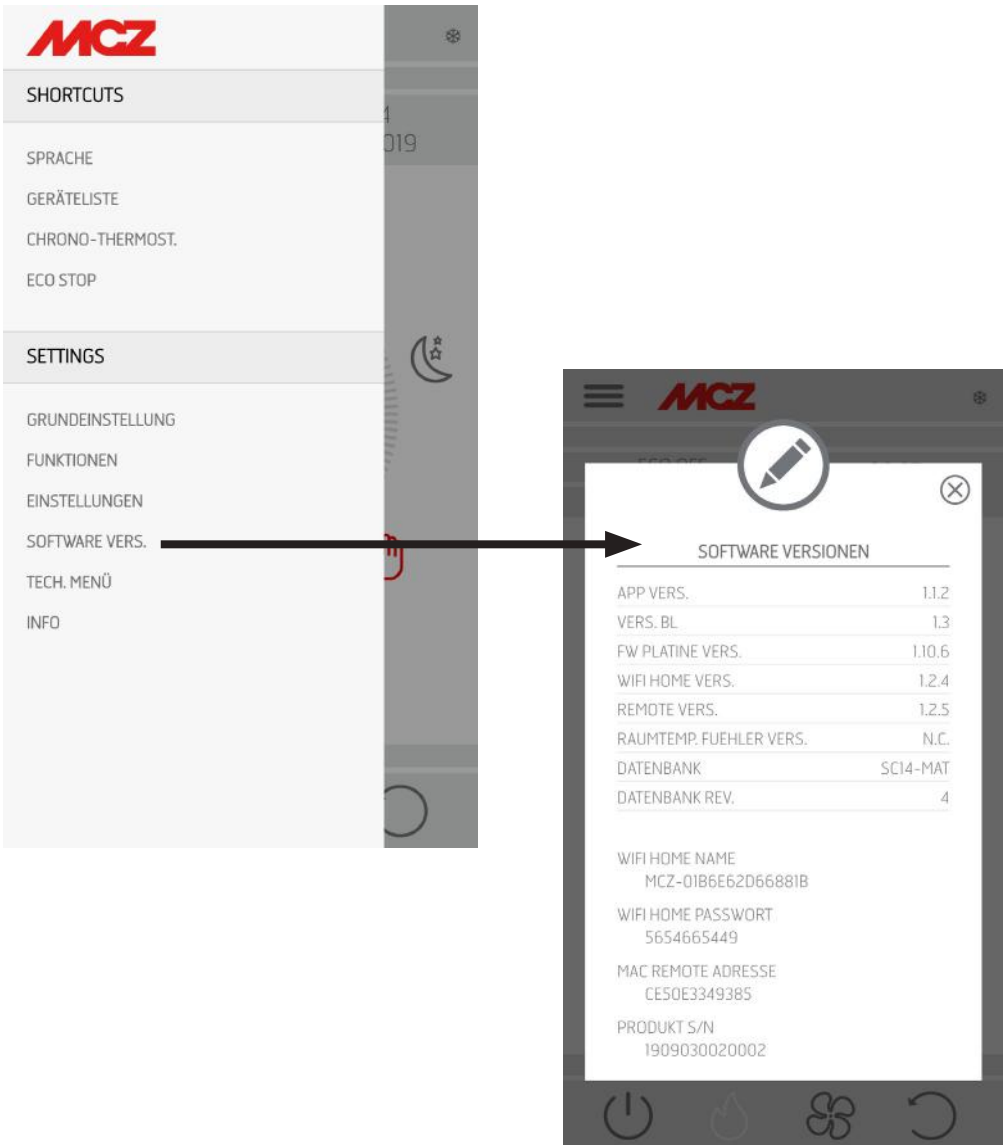 MCZ
SHORTCUTS
4
019
SPRACHE
GERÄTELISTE
CHRONO-THERMOST.
ECO STOP
SETTINGS
GRUNDEINSTELLUNG
FUNKTIONEN
EINSTELLUNGEN
SOFTWARE VERS.
TECH. MENÜ
INFO
MCZ
SOFTWARE VERSIONEN
APP VERS. 1.1.2
VERS. BL 1.3
FW PLATINE VERS. 1.10.6
WIFI HOME VERS. 1.2.4
REMOTE VERS. 1.2.5
RAUMTEMP. FUEHLER VERS. N.C.
DATENBANK SC14-MAT
DATENBANK REV. 4
WIFI HOME NAME
MCZ-01B6E62D66881B
WIFI HOME PASSWORT
5654665449
MAC REMOTE ADRESSE
CE50E3349385
PRODUKT S/N
1909030020002